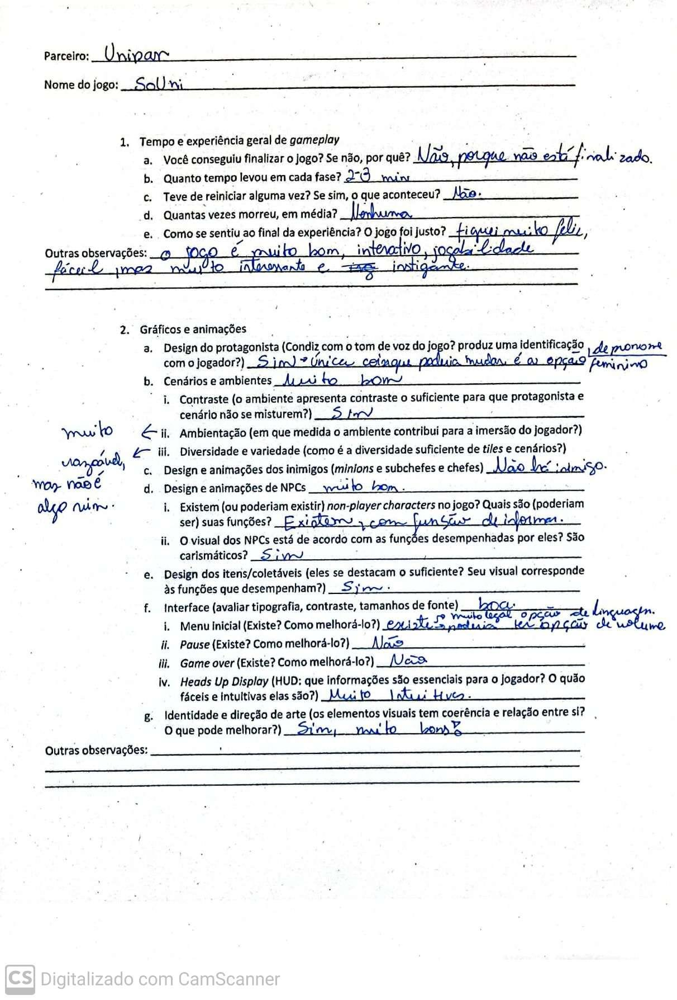 Parceiro: Unipar
Nome do jogo: SoUni
1. Tempo e experiência geral de gameplay
a. Você conseguiu finalizar o jogo? Se não, por quê? Não, porque não está finalizado.
b. Quanto tempo levou em cada fase? 2-3 min
c. Teve de reiniciar alguma vez? Se sim, o que aconteceu? Não.
d. Quantas vezes morreu, em média? Nenhuma
e. Como se sentiu ao final da experiência? O jogo foi justo? fiquei muito feliz,
Outras observações: o jogo é muito bom, interativo, jogabilidade
fácil, mas muito interessante e instigante.
2. Gráficos e animações
a. Design do protagonista (Condiz com o tom de voz do jogo? produz uma identificação
com o jogador?) Sim única coisa que poderia mudar é a opção de pronome feminino
b. Cenários e ambientes Muito bom
i. Contraste (o ambiente apresenta contraste o suficiente para que protagonista e
cenário não se misturem?) Sim
muito ← ii. Ambientação (em que medida o ambiente contribui para a imersão do jogador?)
← iii. Diversidade e variedade (como é a diversidade suficiente de tiles e cenários?)
razoável,
c. Design e animações dos inimigos (minions e subchefes e chefes) Não há inimigo.
mas não é
d. Design e animações de NPCs muito bom.
algo ruim.
i. Existem (ou poderiam existir) non-player characters no jogo? Quais são (poderiam
ser) suas funções? Existem, com função de informar.
ii. O visual dos NPCs está de acordo com as funções desempenhadas por eles? São
carismáticos? Sim
e. Design dos itens/coletáveis (eles se destacam o suficiente? Seu visual corresponde
às funções que desempenham?) Sim.
f. Interface (avaliar tipografia, contraste, tamanhos de fonte) boa.
muito legal opção de linguagem.
i. Menu inicial (Existe? Como melhorá-lo?) existe → poderia ter opção de volume
ii. Pause (Existe? Como melhorá-lo?) Não
iii. Game over (Existe? Como melhorá-lo?) Não
iv. Heads Up Display (HUD: que informações são essenciais para o jogador? O quão
fáceis e intuitivas elas são?) Muito Intuitivas.
g. Identidade e direção de arte (os elementos visuais tem coerência e relação entre si?
O que pode melhorar?) Sim, muito bons!
Outras observações:
CS Digitalizado com CamScanner